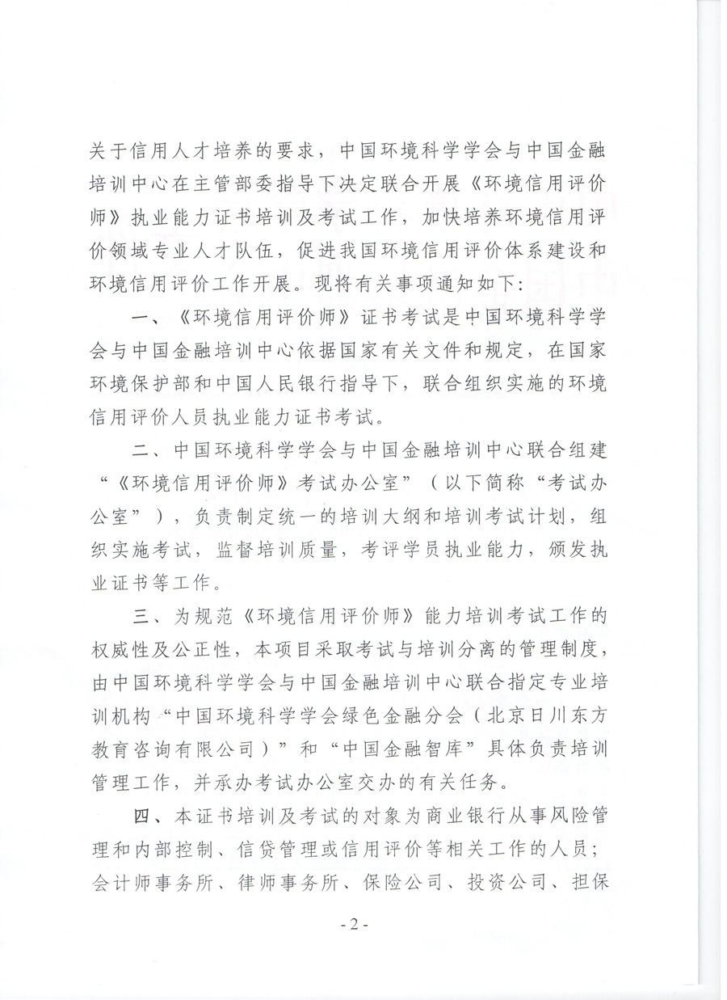 关于信用人才培养的要求，中国环境科学学会与中国金融
培训中心在主管部委指导下决定联合开展《环境信用评价
师》执业能力证书培训及考试工作，加快培养环境信用评
价领域专业人才队伍，促进我国环境信用评价体系建设和
环境信用评价工作开展。现将有关事项通知如下：
一、《环境信用评价师》证书考试是中国环境科学学
会与中国金融培训中心依据国家有关文件和规定，在国家
环境保护部和中国人民银行指导下，联合组织实施的环境
信用评价人员执业能力证书考试。
二、中国环境科学学会与中国金融培训中心联合组建
“《环境信用评价师》考试办公室”（以下简称“考试办
公室”），负责制定统一的培训大纲和培训考试计划，组
织实施考试，监督培训质量，考评学员执业能力，颁发执
业证书等工作。
三、为规范《环境信用评价师》能力培训考试工作的
权威性及公正性，本项目采取考试与培训分离的管理制度，
由中国环境科学学会与中国金融培训中心联合指定专业培
训机构“中国环境科学学会绿色金融分会（北京日川东方
教育咨询有限公司）”和“中国金融智库”具体负责培训
管理工作，并承办考试办公室交办的有关任务。
四、本证书培训及考试的对象为商业银行从事风险管
理和内部控制、信贷管理或信用评价等相关工作的人员；
会计师事务所、律师事务所、保险公司、投资公司、担保
- 2 -